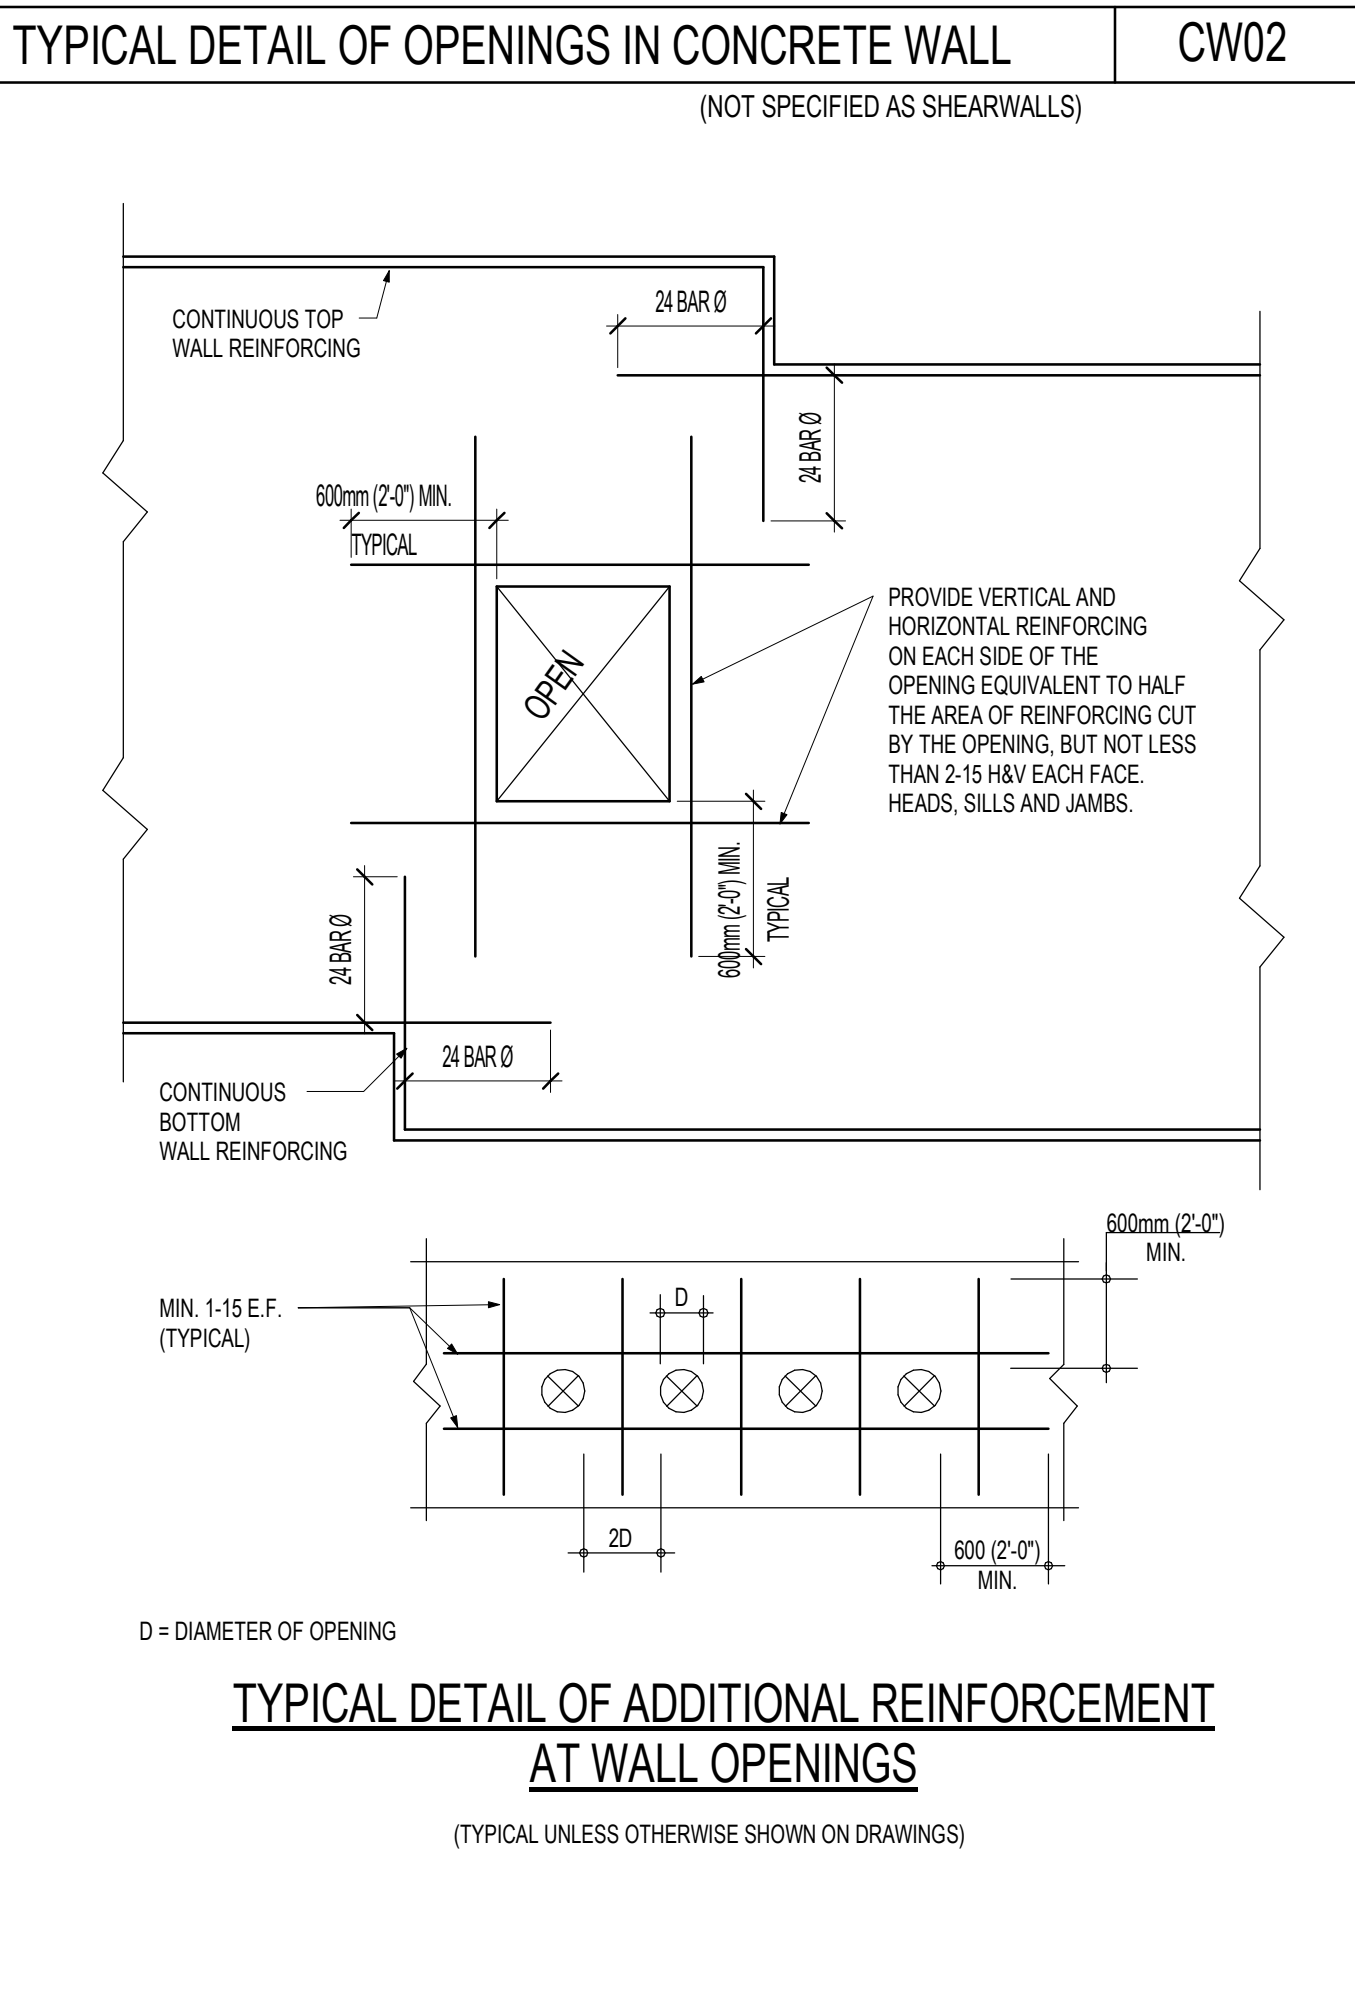 TYPICAL DETAIL OF OPENINGS IN CONCRETE WALL
CW02
(NOT SPECIFIED AS SHEARWALLS)
24 BAR Ø
CONTINUOUS TOP
WALL REINFORCING
24 BAR Ø
600mm (2'-0") MIN.
TYPICAL
OPEN
PROVIDE VERTICAL AND
HORIZONTAL REINFORCING
ON EACH SIDE OF THE
OPENING EQUIVALENT TO HALF
THE AREA OF REINFORCING CUT
BY THE OPENING, BUT NOT LESS
THAN 2-15 H&V EACH FACE.
HEADS, SILLS AND JAMBS.
600mm (2'-0") MIN.
TYPICAL
24 BAR Ø
24 BAR Ø
CONTINUOUS
BOTTOM
WALL REINFORCING
600mm (2'-0")
MIN.
MIN. 1-15 E.F.
(TYPICAL)
D
2D
600 (2'-0")
MIN.
D = DIAMETER OF OPENING
TYPICAL DETAIL OF ADDITIONAL REINFORCEMENT
AT WALL OPENINGS
(TYPICAL UNLESS OTHERWISE SHOWN ON DRAWINGS)